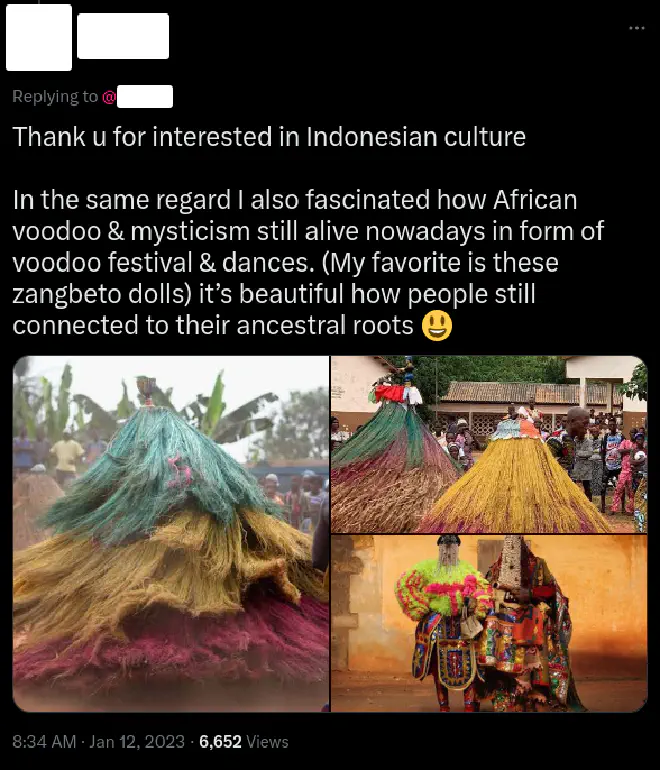 Replying to @
Thank u for interested in Indonesian culture
In the same regard I also fascinated how African
voodoo & mysticism still alive nowadays in form of
voodoo festival & dances. (My favorite is these
zangbeto dolls) it's beautiful how people still
connected to their ancestral roots 😃
8:34 AM · Jan 12, 2023 · 6,652 Views